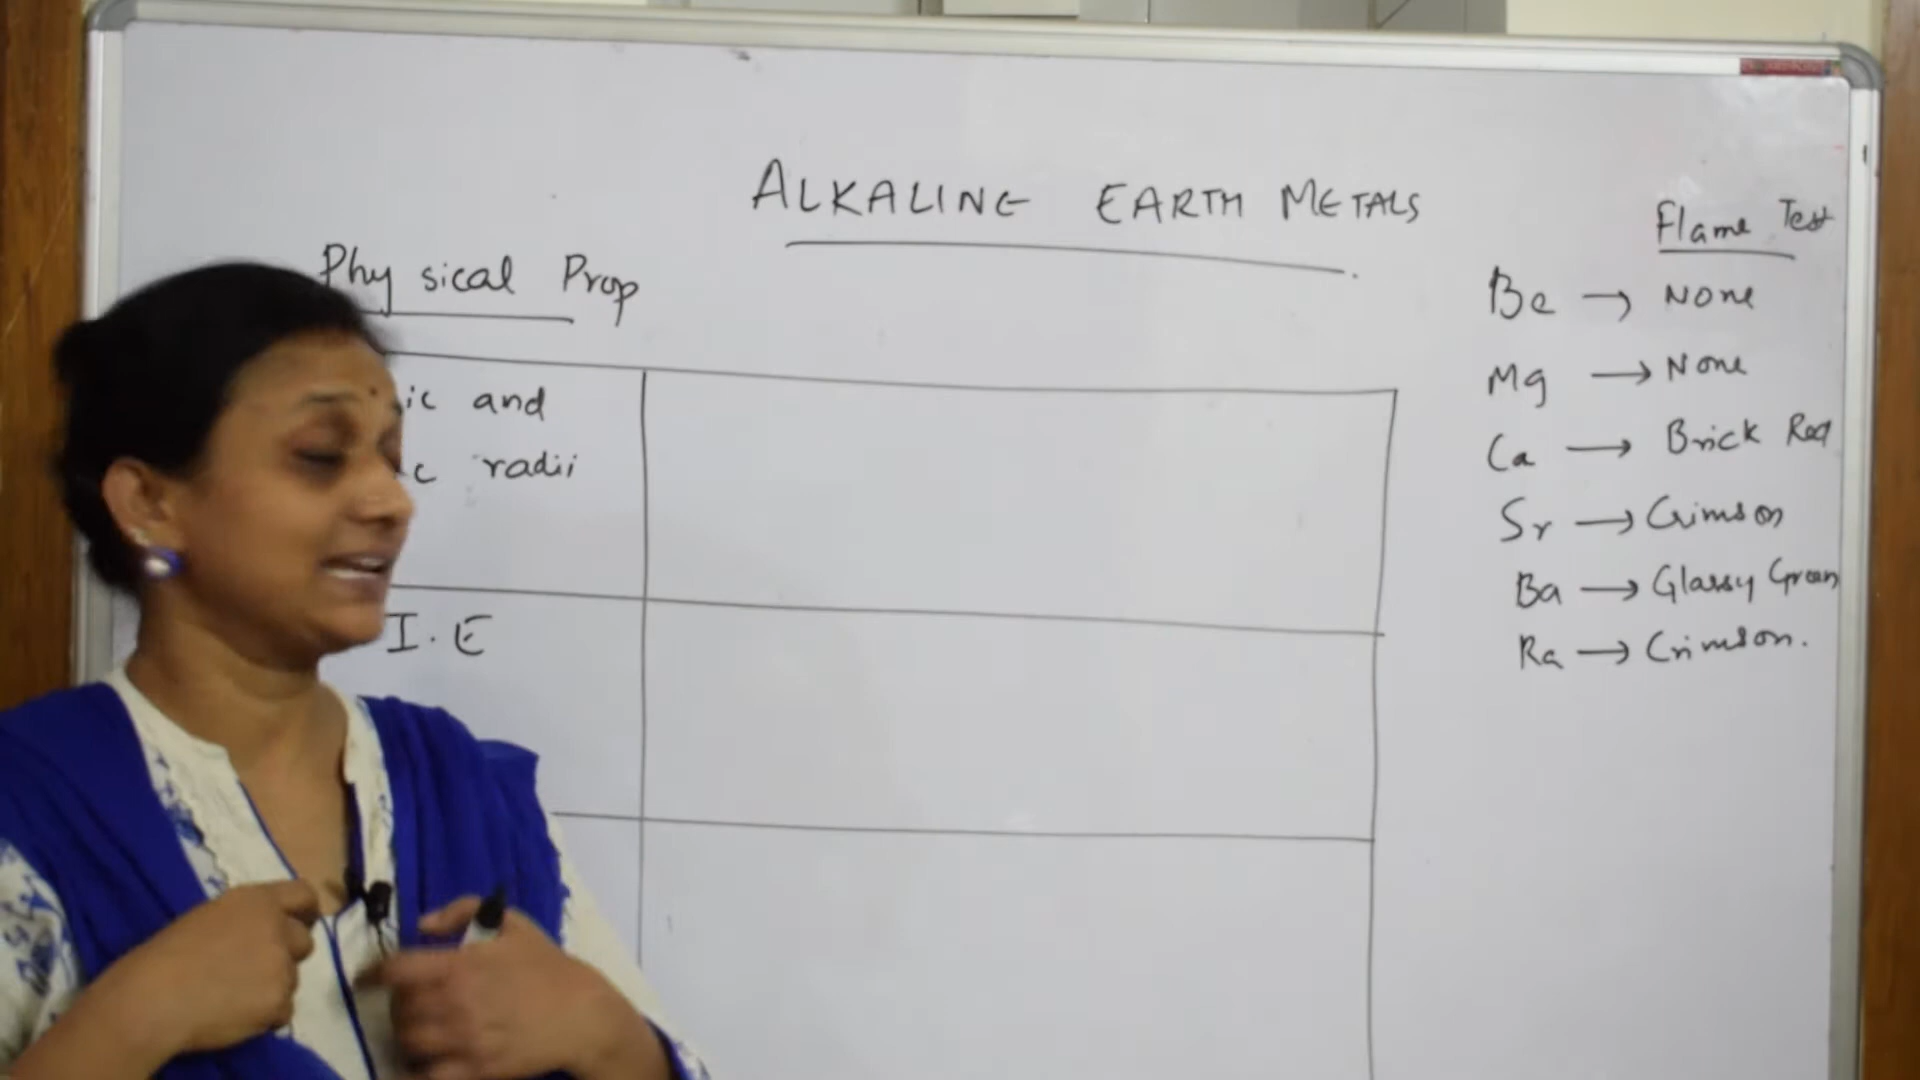 ALKALINE EARTH METALS
Physical Prop
ic and
c radii
I.E
Flame Test
Be → None
Mg → None
Ca → Brick Red
Sr → Crimson
Ba → Glassy Green
Ra → Crimson.